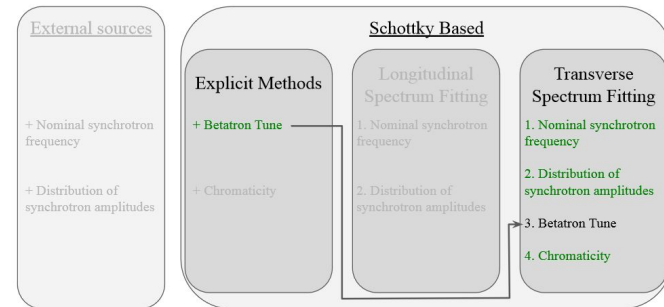 External sources
+ Nominal synchrotron
frequency
+ Distribution of
synchrotron amplitudes
Schottky Based
Explicit Methods
+ Betatron Tune
+ Chromaticity
Longitudinal
Spectrum Fitting
1. Nominal synchrotron
frequency
2. Distribution of
synchrotron amplitudes
Transverse
Spectrum Fitting
1. Nominal synchrotron
frequency
2. Distribution of
synchrotron amplitudes
3. Betatron Tune
4. Chromaticity